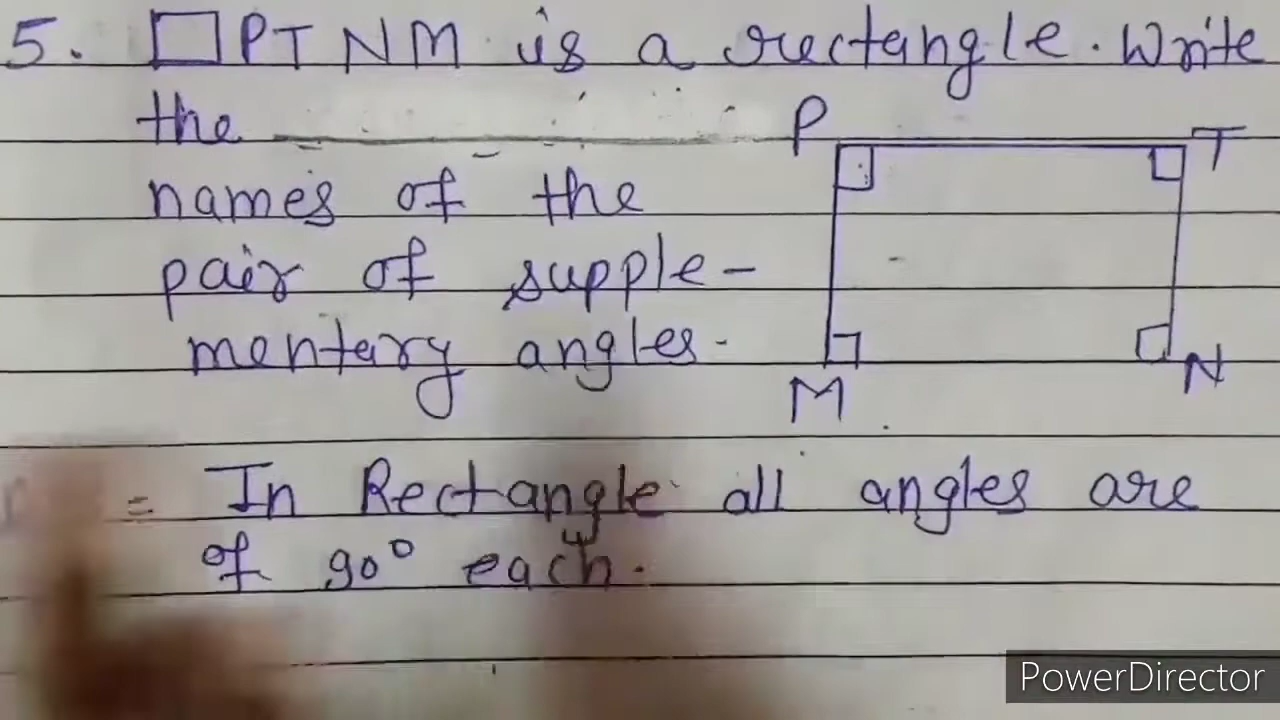 5. □PTNM is a rectangle. Write
the
names of the
pair of supple-
mentary angles.
P
T
M
N
= In Rectangle all angles are
of 90° each.
PowerDirector